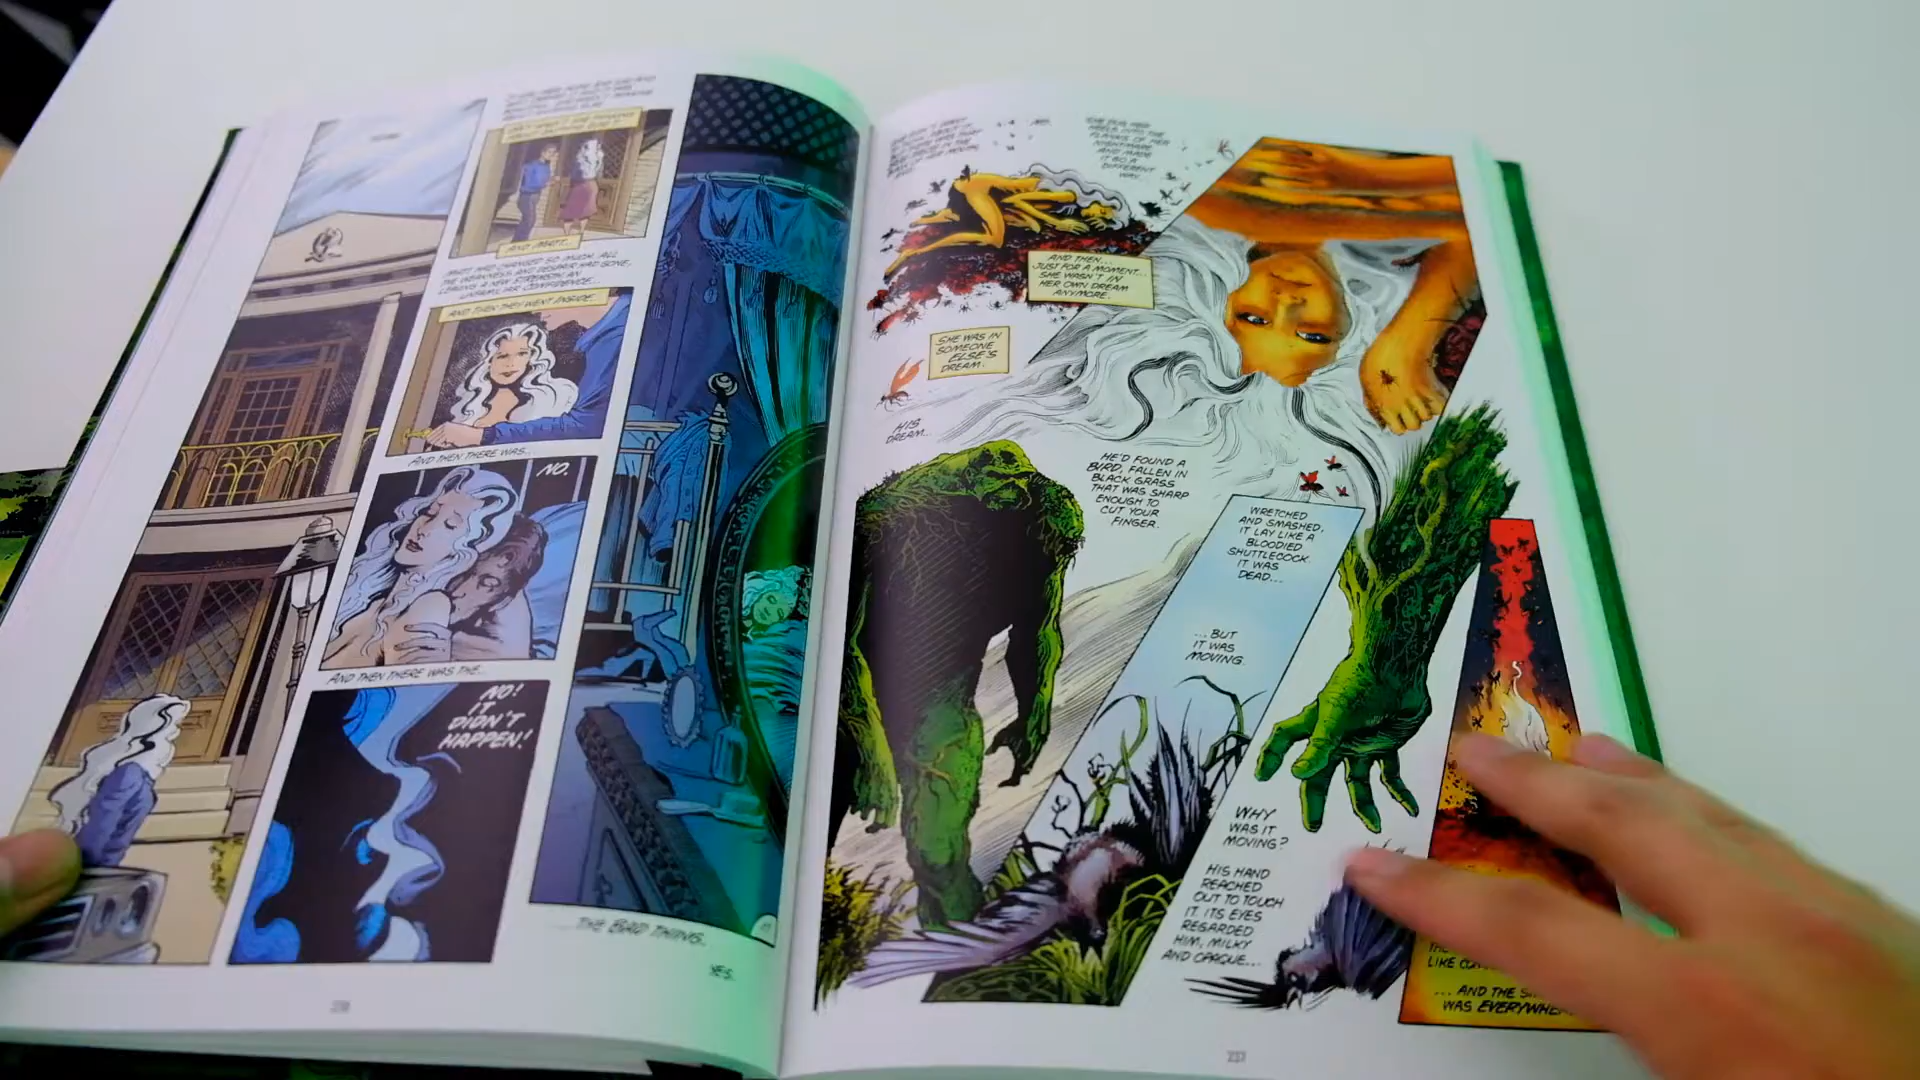 AND MATT...
MATT HAD CHANGED SO MUCH. ALL
THE WEAKNESS AND DESPAIR HAD GONE,
LEAVING A NEW STRENGTH, AN
UNFAMILIAR CONFIDENCE...
AND THEN THEY WENT INSIDE.
AND THEN THERE WAS...
NO.
AND THEN THERE WAS THE...
NO!
IT
DIDN'T
HAPPEN!
...THE BAD THING.
YES.
AND THEN...
JUST FOR A MOMENT...
SHE WASN'T IN
HER OWN DREAM
ANYMORE.
SHE WAS IN
SOMEONE
ELSE'S
DREAM.
HIS
DREAM...
HE'D FOUND A
BIRD, FALLEN IN
BLACK GRASS
THAT WAS SHARP
ENOUGH TO
CUT YOUR
FINGER.
WRETCHED
AND SMASHED,
IT LAY LIKE A
BLOODIED
SHUTTLECOCK.
IT WAS
DEAD...
...BUT
IT WAS
MOVING.
WHY
WAS IT
MOVING?
HIS HAND
REACHED
OUT TO TOUCH
IT. ITS EYES
REGARDED
HIM, MILKY
AND OPAQUE...
LIKE
...AND THE
WAS EVERYWHERE
237